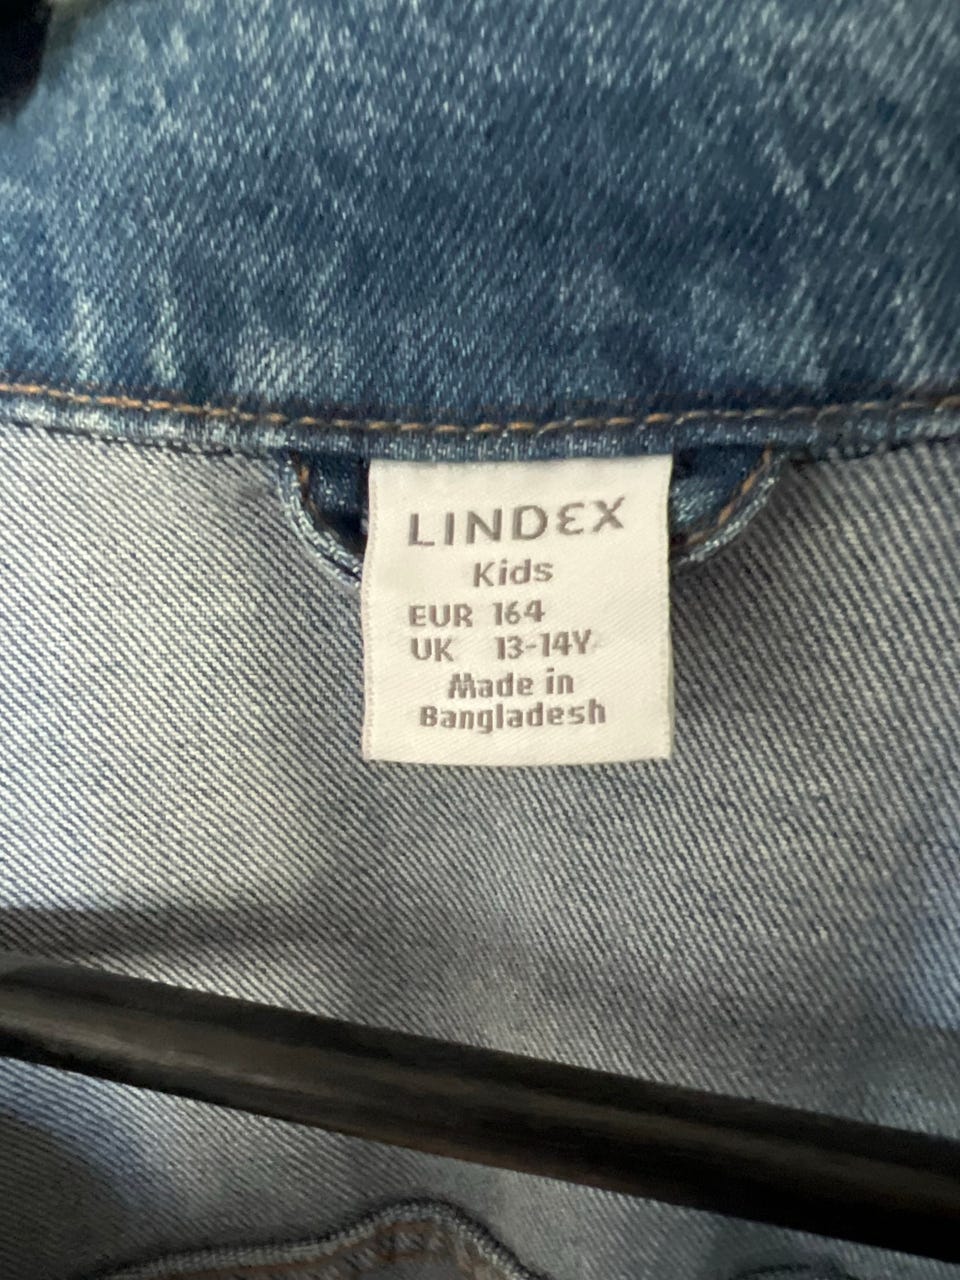 LINDEX
Kids
EUR 164
UK 13-14Y
Made in
Bangladesh